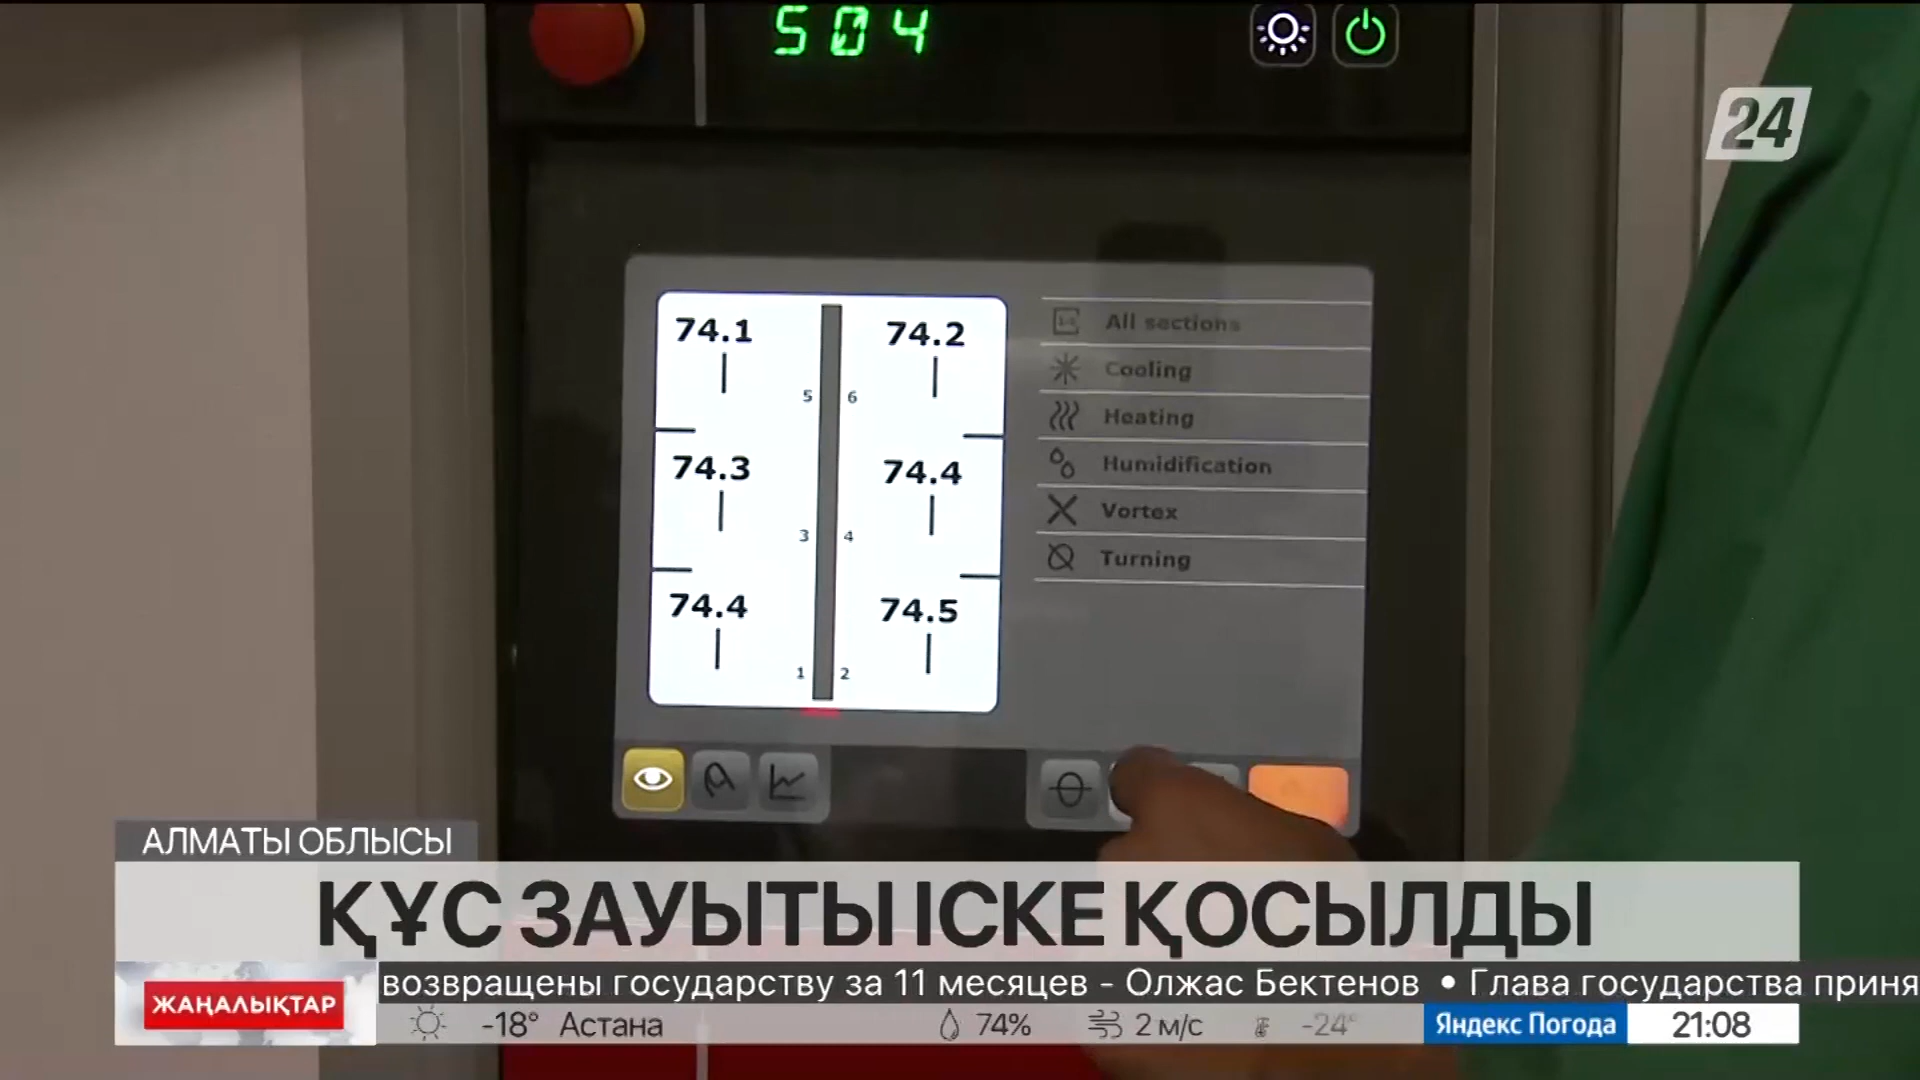 504
24
74.1
74.2
5
6
74.3
74.4
3
4
74.4
74.5
1
2
All sections
Cooling
Heating
Humidification
Vortex
Turning
АЛМАТЫ ОБЛЫСЫ
ҚҰС ЗАУЫТЫ ІСКЕ ҚОСЫЛДЫ
ЖАҢАЛЫҚТАР
возвращены государству за 11 месяцев - Олжас Бектенов • Глава государства приня
-18° Астана 74% 2 м/с -24° Яндекс Погода 21:08